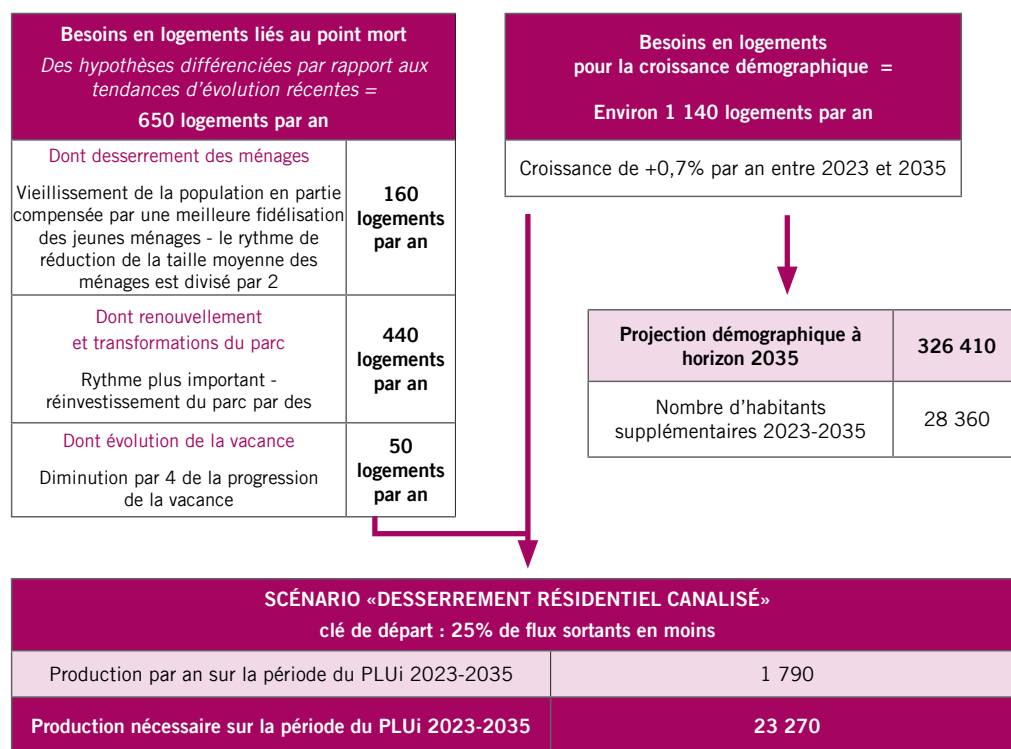 Besoins en logements liés au point mort
Des hypothèses différenciées par rapport aux
tendances d'évolution récentes =
650 logements par an
Dont desserrement des ménages
Vieillissement de la population en partie
compensée par une meilleure fidélisation
des jeunes ménages - le rythme de
réduction de la taille moyenne des
ménages est divisé par 2
160
logements
par an
Dont renouvellement
et transformations du parc
Rythme plus important -
réinvestissement du parc par des
440
logements
par an
Dont évolution de la vacance
Diminution par 4 de la progression
de la vacance
50
logements
par an
Besoins en logements
pour la croissance démographique =
Environ 1 140 logements par an
Croissance de +0,7% par an entre 2023 et 2035
Projection démographique à
horizon 2035
326 410
Nombre d'habitants
supplémentaires 2023-2035
28 360
SCÉNARIO «DESSERREMENT RÉSIDENTIEL CANALISÉ»
clé de départ : 25% de flux sortants en moins
Production par an sur la période du PLUi 2023-2035
1 790
Production nécessaire sur la période du PLUi 2023-2035
23 270